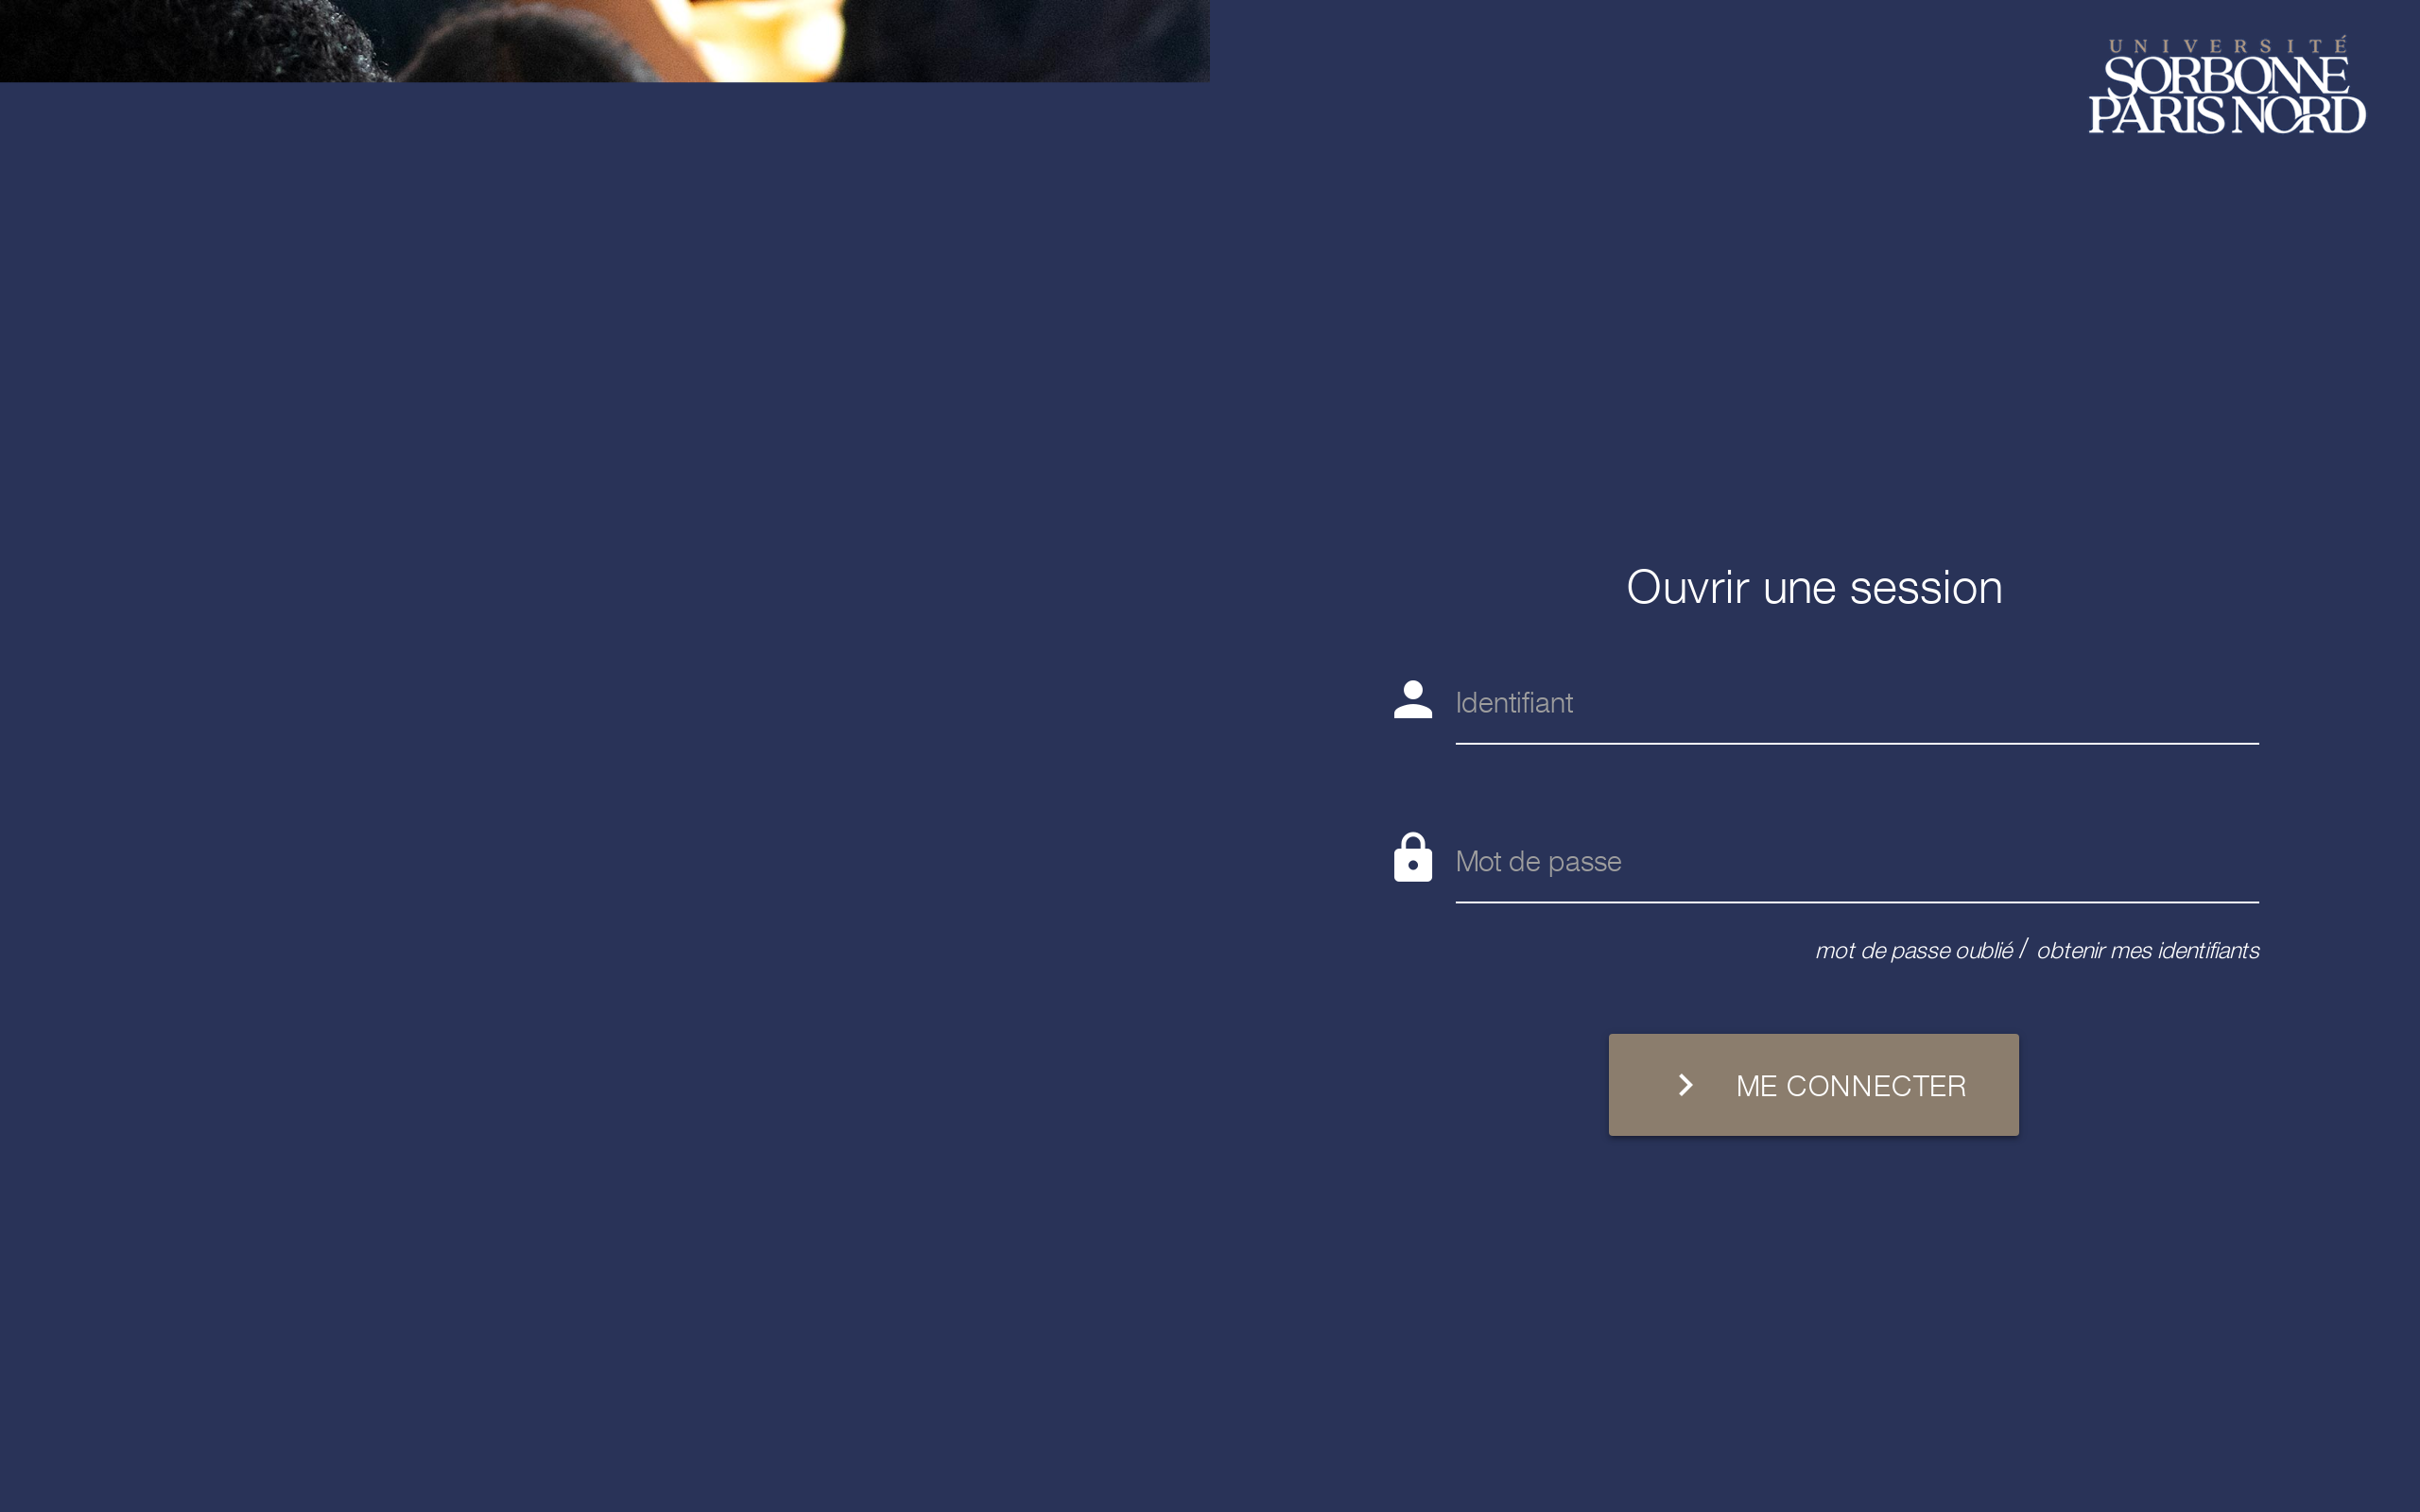 UNIVERSITÉ
SORBONNE
PARIS NORD
Ouvrir une session
Identifiant
Mot de passe
mot de passe oublié / obtenir mes identifiants
ME CONNECTER